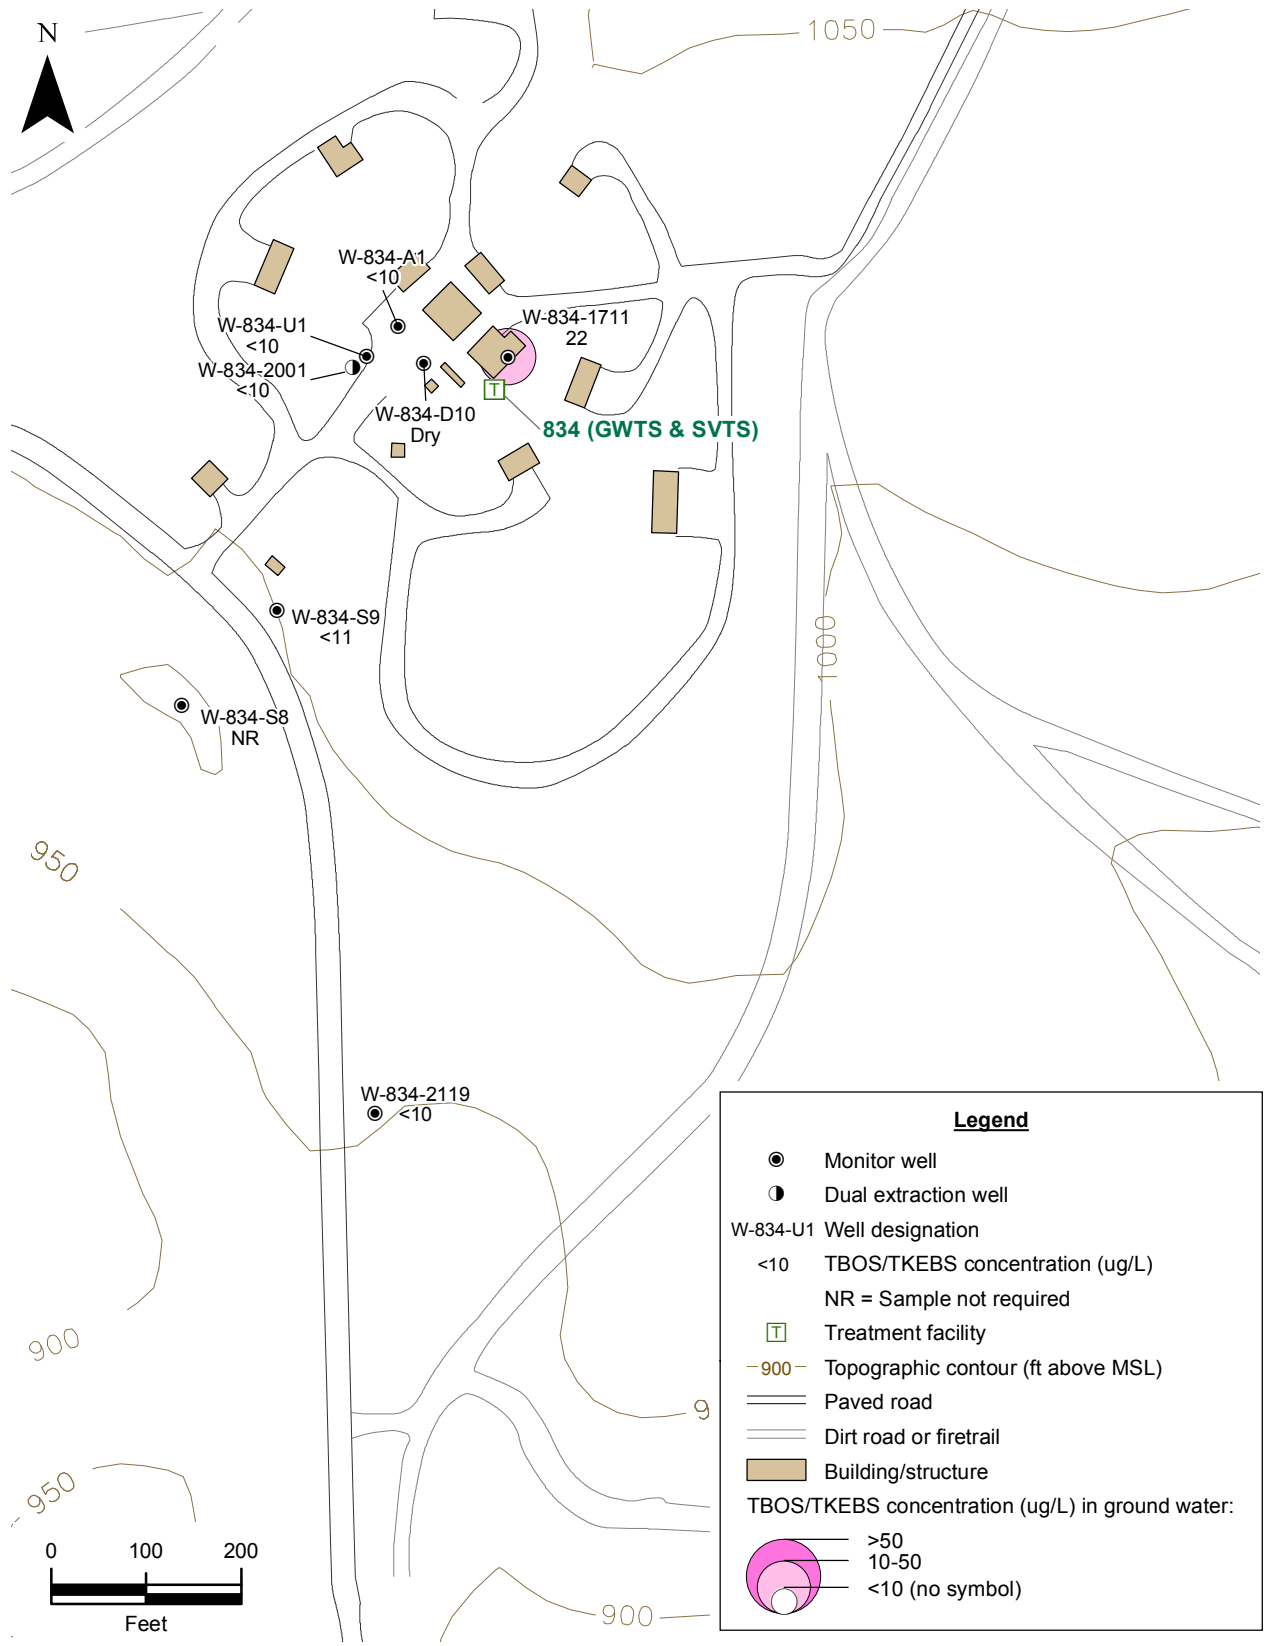 N
1050
W-834-A1
<10
W-834-U1
<10
W-834-2001
<10
W-834-1711
22
W-834-D10
Dry
T
834 (GWTS & SVTS)
W-834-S9
<11
1000
W-834-S8
NR
950
W-834-2119
<10
900
9
950
900
0 100 200
Feet
Legend
Monitor well
Dual extraction well
W-834-U1 Well designation
<10 TBOS/TKEBS concentration (ug/L)
NR = Sample not required
T Treatment facility
900 Topographic contour (ft above MSL)
Paved road
Dirt road or firetrail
Building/structure
TBOS/TKEBS concentration (ug/L) in ground water:
>50
10-50
<10 (no symbol)